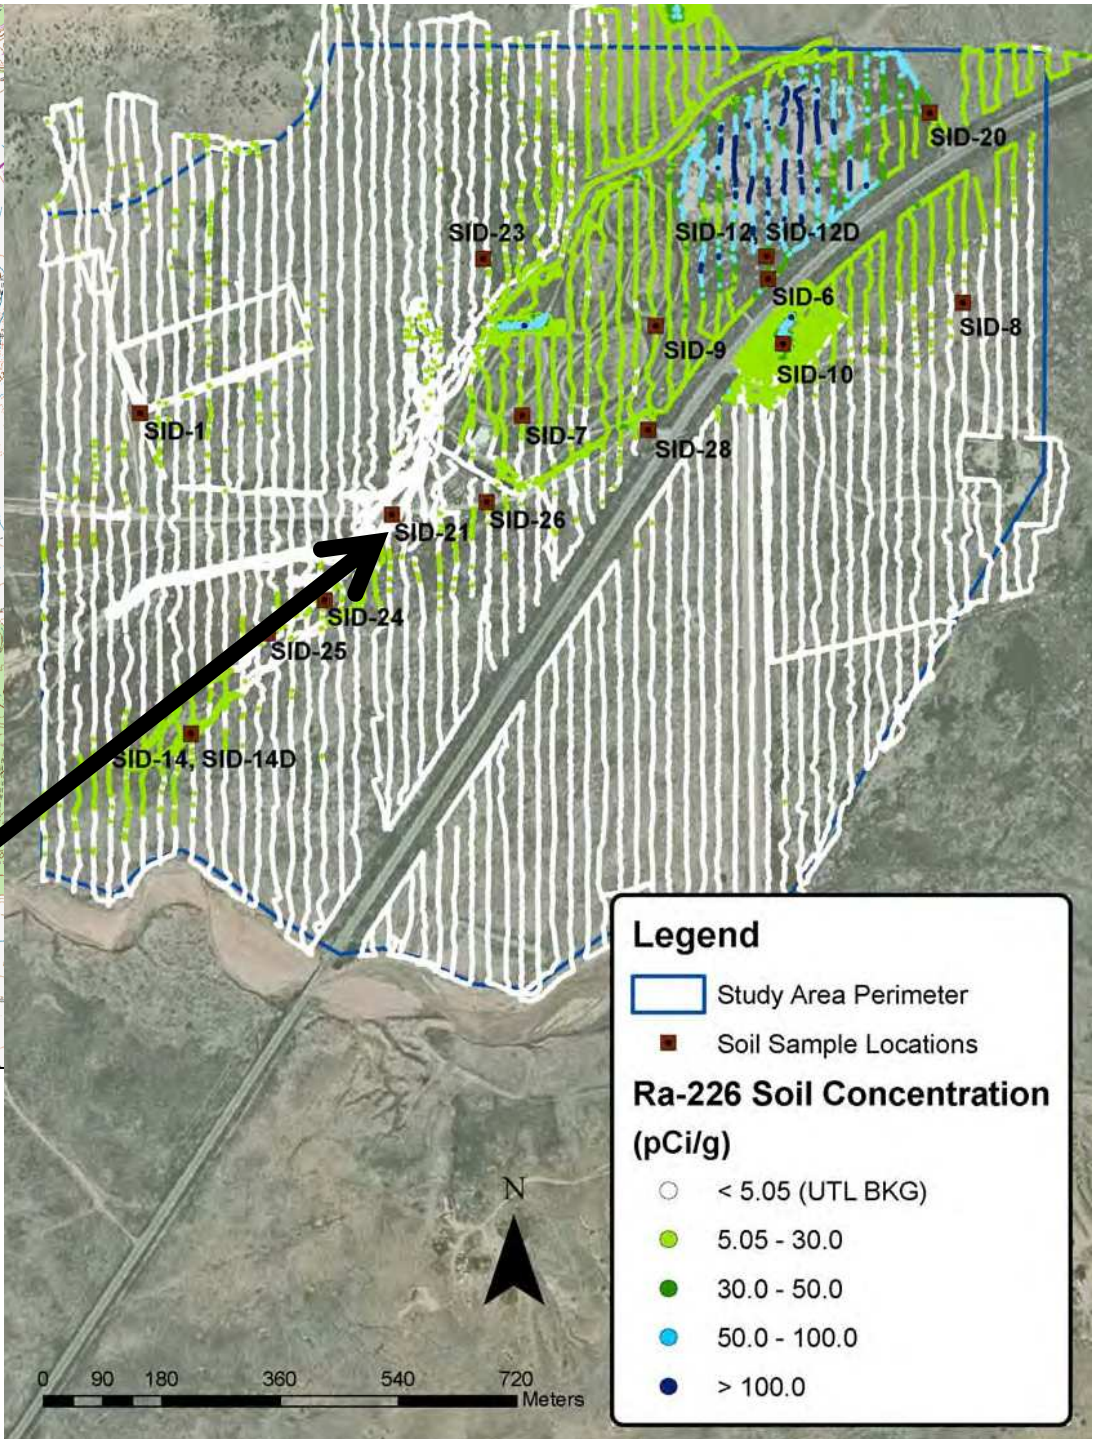 SID-20
SID-23
SID-12, SID-12D
SID-6
SID-8
SID-9
SID-10
SID-1
SID-7
SID-28
SID-26
SID-21
SID-24
SID-25
SID-14, SID-14D
Legend
Study Area Perimeter
Soil Sample Locations
Ra-226 Soil Concentration
(pCi/g)
< 5.05 (UTL BKG)
5.05 - 30.0
30.0 - 50.0
50.0 - 100.0
> 100.0
N
0 90 180 360 540 720
Meters